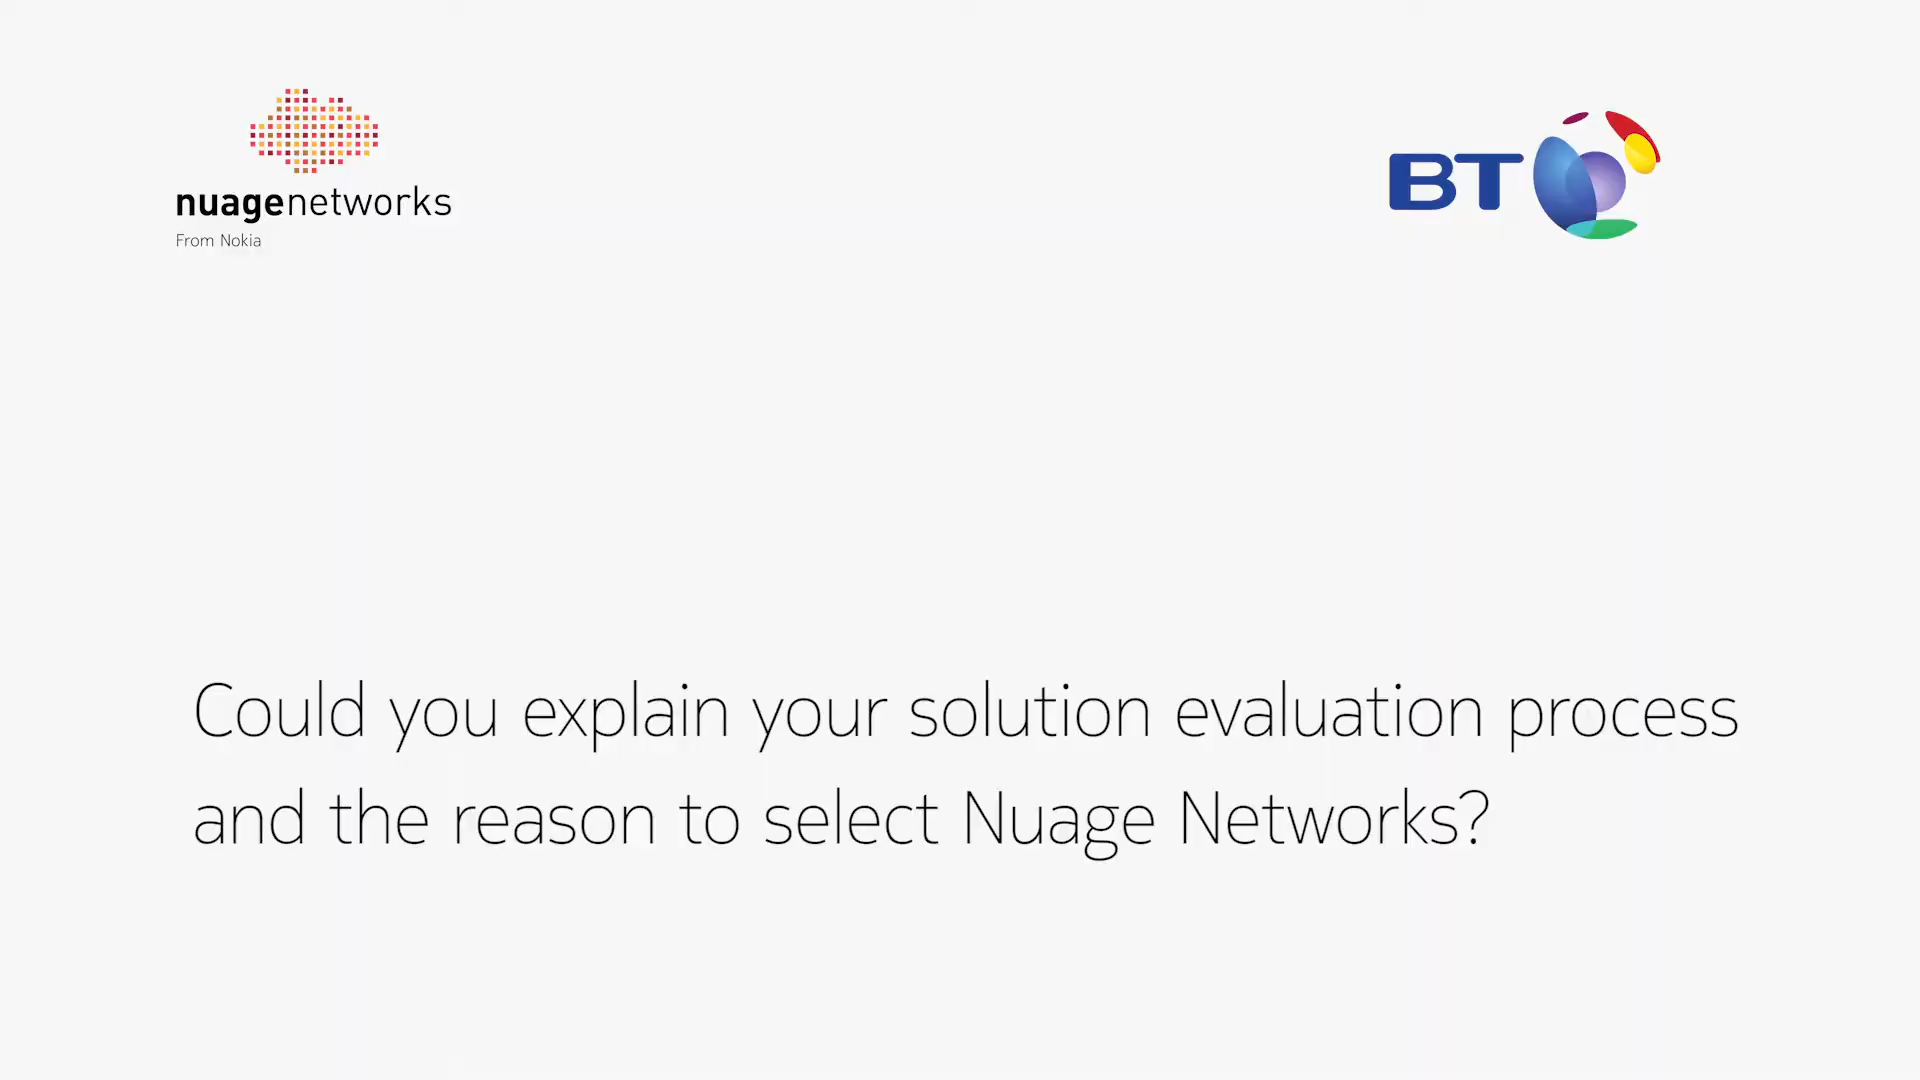 nuagenetworks
From Nokia
BT
Could you explain your solution evaluation process
and the reason to select Nuage Networks?